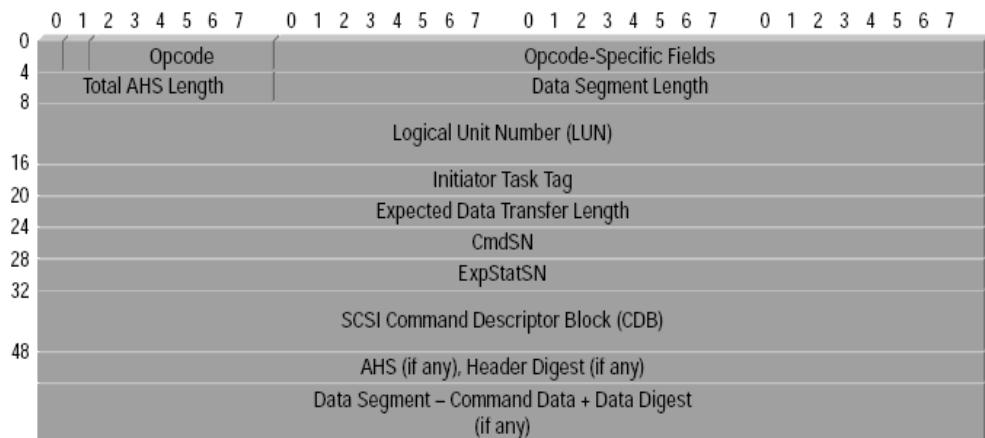 0 1 2 3 4 5 6 7 0 1 2 3 4 5 6 7 0 1 2 3 4 5 6 7 0 1 2 3 4 5 6 7
0 Opcode Opcode-Specific Fields
4 Total AHS Length Data Segment Length
8
Logical Unit Number (LUN)
16
Initiator Task Tag
20
Expected Data Transfer Length
24
CmdSN
28
ExpStatSN
32
SCSI Command Descriptor Block (CDB)
48
AHS (if any), Header Digest (if any)
Data Segment – Command Data + Data Digest
(if any)